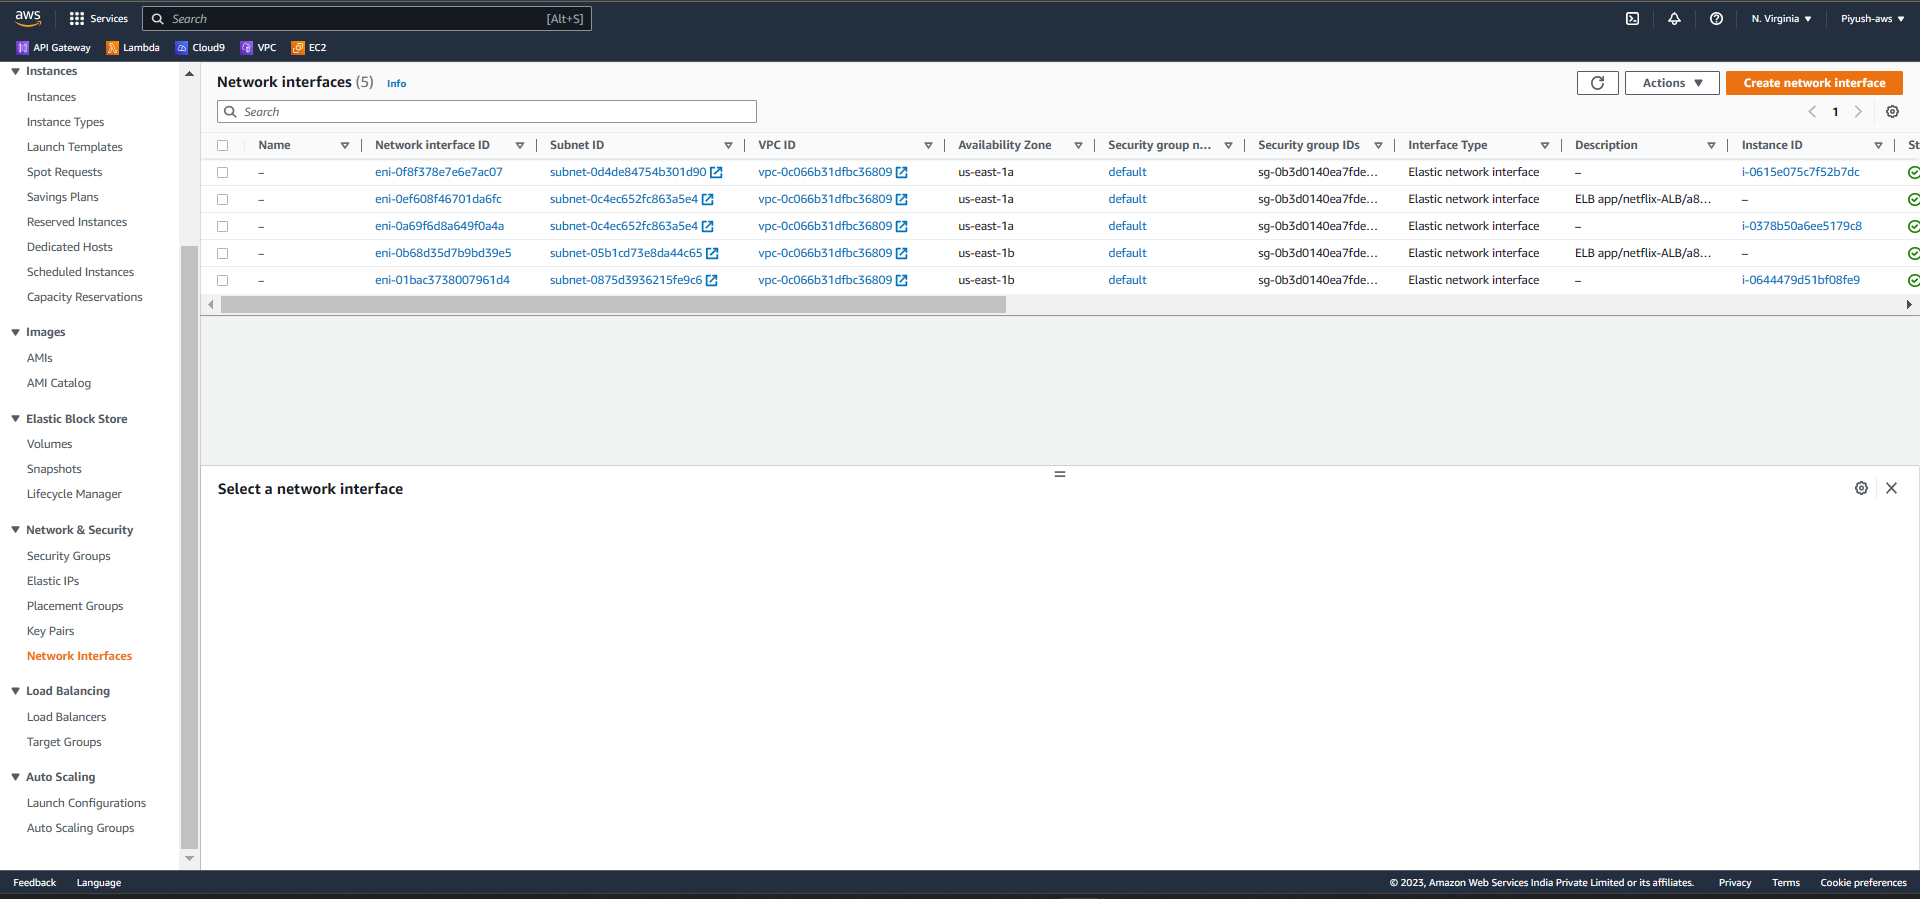 aws Services Search [Alt+S] N. Virginia Piyush-aws
API Gateway Lambda Cloud9 VPC EC2
Instances
Instances
Instance Types
Launch Templates
Spot Requests
Savings Plans
Reserved Instances
Dedicated Hosts
Scheduled Instances
Capacity Reservations
Images
AMIs
AMI Catalog
Elastic Block Store
Volumes
Snapshots
Lifecycle Manager
Network & Security
Security Groups
Elastic IPs
Placement Groups
Key Pairs
Network Interfaces
Load Balancing
Load Balancers
Target Groups
Auto Scaling
Launch Configurations
Auto Scaling Groups
Network interfaces (5) Info Actions Create network interface
Search 1
Name Network interface ID Subnet ID VPC ID Availability Zone Security group n... Security group IDs Interface Type Description Instance ID St
– eni-0f8f378e7e6e7ac07 subnet-0d4de84754b301d90 vpc-0c066b31dfbc36809 us-east-1a default sg-0b3d0140ea7fde... Elastic network interface – i-0615e075c7f52b7dc
– eni-0ef608f46701da6fc subnet-0c4ec652fc863a5e4 vpc-0c066b31dfbc36809 us-east-1a default sg-0b3d0140ea7fde... Elastic network interface ELB app/netflix-ALB/a8... –
– eni-0a69f6d8a649f0a4a subnet-0c4ec652fc863a5e4 vpc-0c066b31dfbc36809 us-east-1a default sg-0b3d0140ea7fde... Elastic network interface – i-0378b50a6ee5179c8
– eni-0b68d35d7b9bd39e5 subnet-05b1cd73e8da44c65 vpc-0c066b31dfbc36809 us-east-1b default sg-0b3d0140ea7fde... Elastic network interface ELB app/netflix-ALB/a8... –
– eni-01bac3738007961d4 subnet-0875d3936215fe9c6 vpc-0c066b31dfbc36809 us-east-1b default sg-0b3d0140ea7fde... Elastic network interface – i-0644479d51bf08fe9
Select a network interface
Feedback Language © 2023, Amazon Web Services India Private Limited or its affiliates. Privacy Terms Cookie preferences